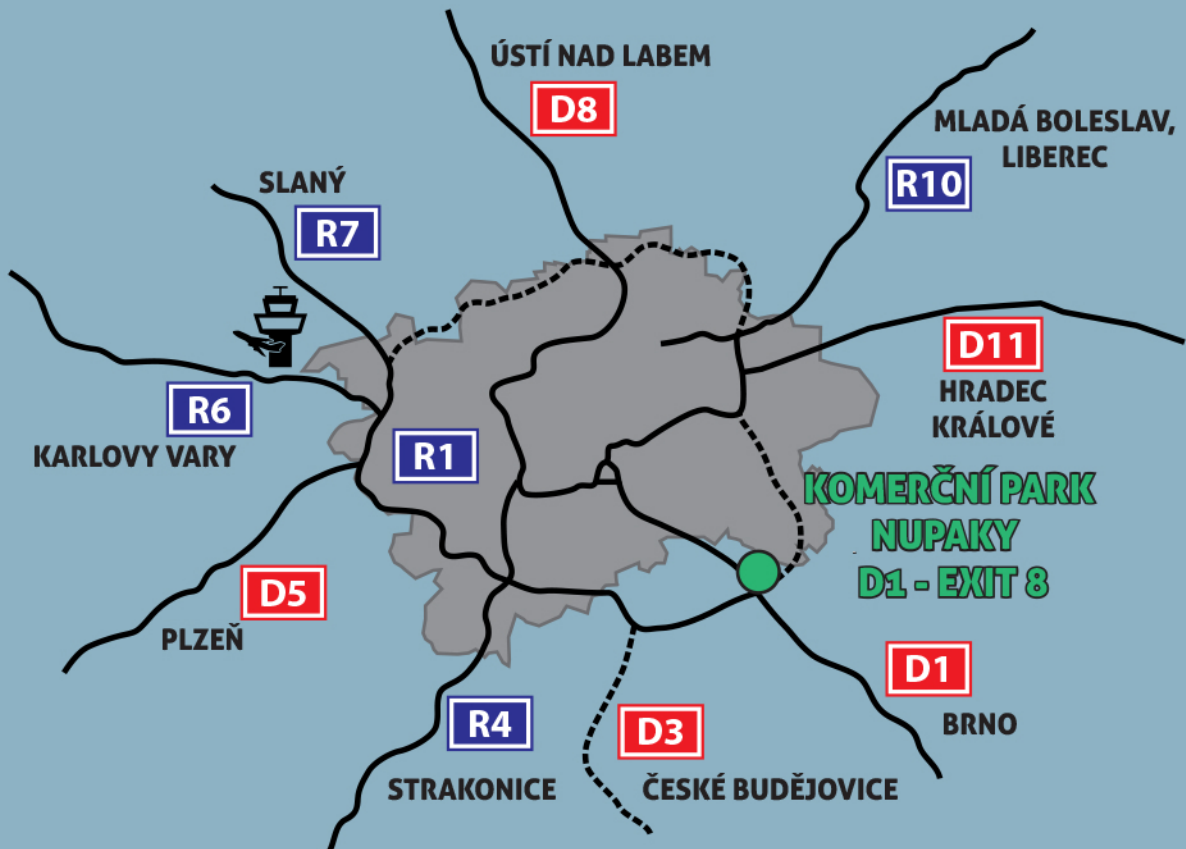 ÚSTÍ NAD LABEM
D8
MLADÁ BOLESLAV,
LIBEREC
R10
SLANÝ
R7
D11
HRADEC
KRÁLOVÉ
R6
KARLOVY VARY
R1
KOMERČNÍ PARK
NUPAKY
D1 - EXIT 8
D5
PLZEŇ
D1
BRNO
R4
STRAKONICE
D3
ČESKÉ BUDĚJOVICE